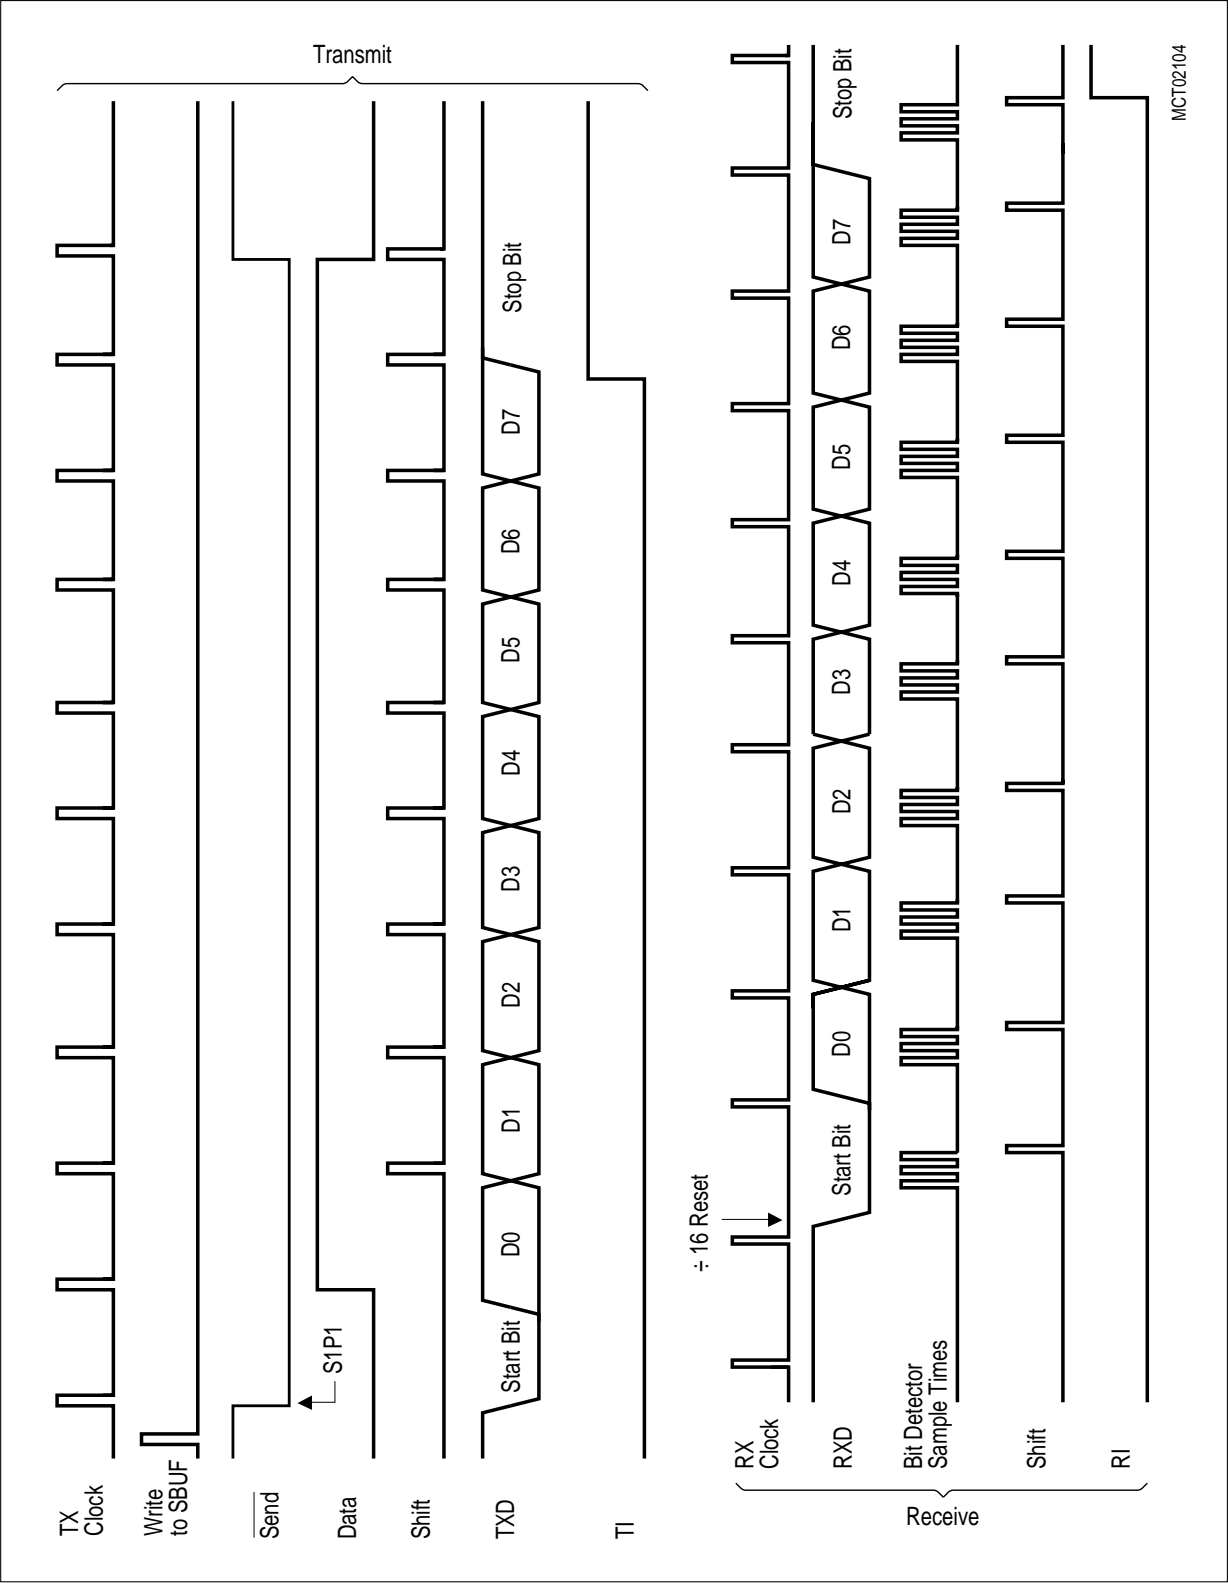 Transmit
TX
Clock
Write
to SBUF
Send
S1P1
Data
Shift
TXD
Start Bit D0 D1 D2 D3 D4 D5 D6 D7 Stop Bit
TI
Receive
RX
Clock
÷ 16 Reset
RXD
Start Bit D0 D1 D2 D3 D4 D5 D6 D7 Stop Bit
Bit Detector
Sample Times
Shift
RI
MCT02104